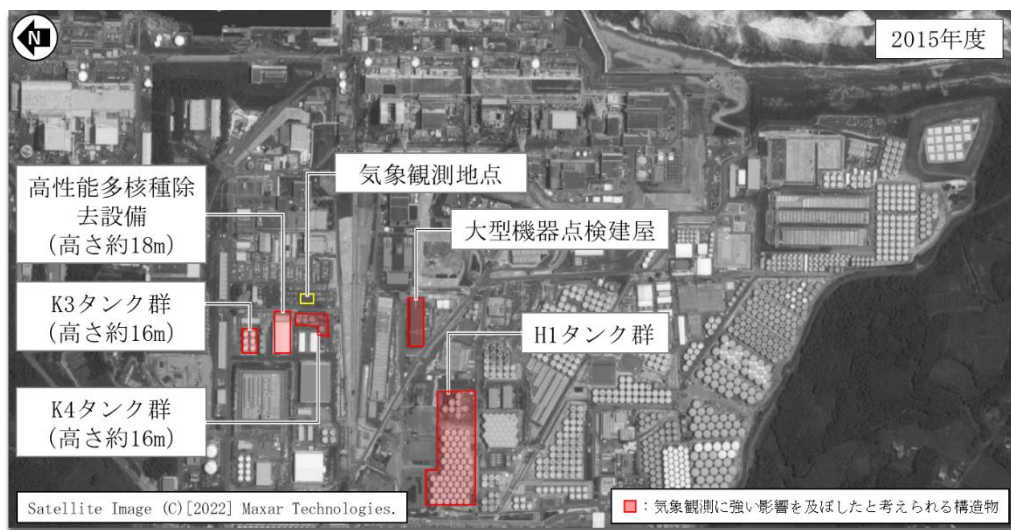 N
2015年度
気象観測地点
高性能多核種除
去設備
(高さ約18m)
大型機器点検建屋
K3タンク群
(高さ約16m)
H1タンク群
K4タンク群
(高さ約16m)
Satellite Image (C)[2022] Maxar Technologies.
：気象観測に強い影響を及ぼしたと考えられる構造物